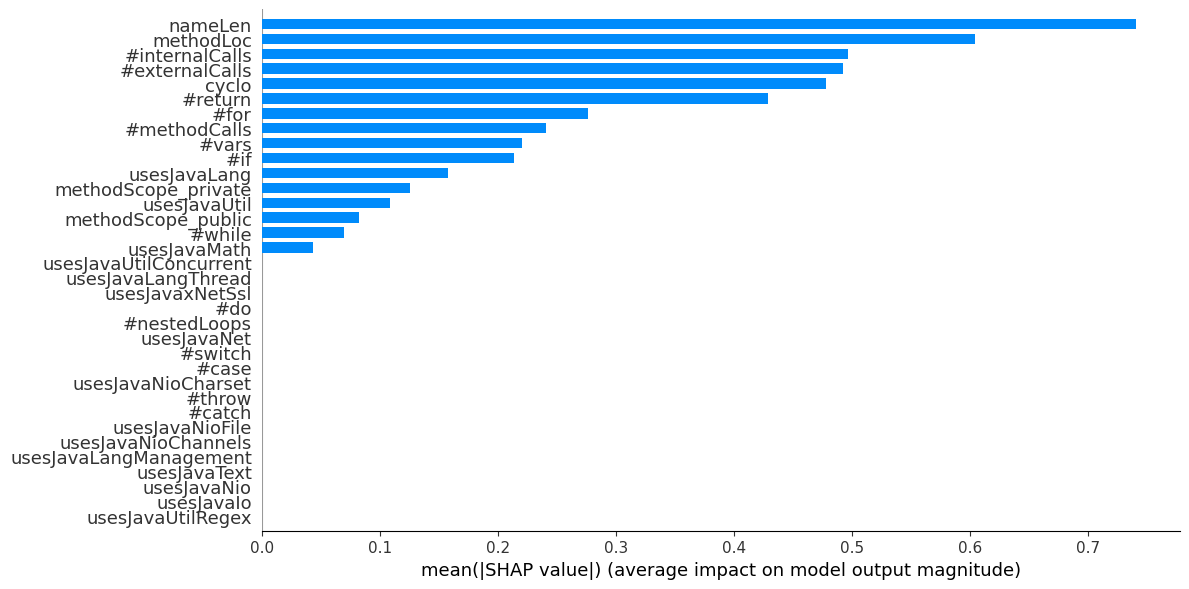 nameLen
methodLoc
#internalCalls
#externalCalls
cyclo
#return
#for
#methodCalls
#vars
#if
usesJavaLang
methodScope_private
usesJavaUtil
methodScope_public
#while
usesJavaMath
usesJavaUtilConcurrent
usesJavaLangThread
usesJavaxNetSsl
#do
#nestedLoops
usesJavaNet
#switch
#case
usesJavaNioCharset
#throw
#catch
usesJavaNioFile
usesJavaNioChannels
usesJavaLangManagement
usesJavaText
usesJavaNio
usesJavaIo
usesJavaUtilRegex
0.0 0.1 0.2 0.3 0.4 0.5 0.6 0.7
mean(|SHAP value|) (average impact on model output magnitude)